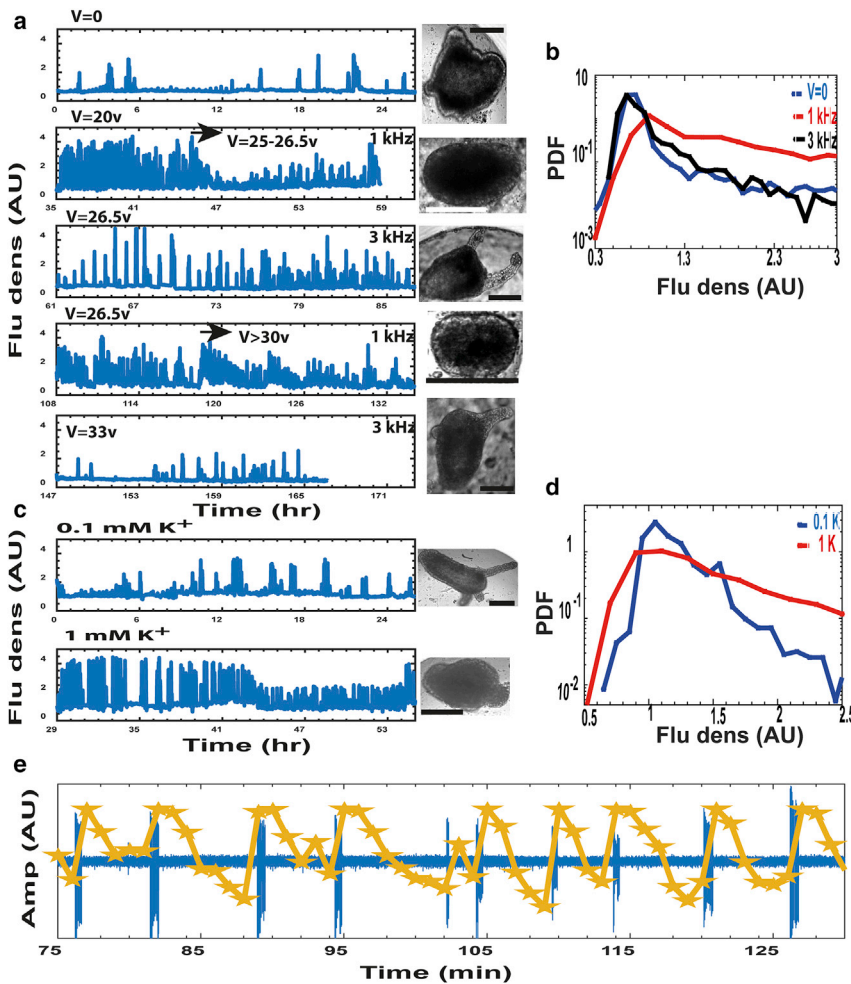 a
V=0
4
2
0
0 6 12 18 24
V=20v
V=25-26.5v
1 kHz
4
2
0
35 41 47 53 59
V=26.5v
3 kHz
4
2
0
61 67 73 79 85
V=26.5v
V>30v
1 kHz
4
2
0
108 114 120 126 132
V=33v
3 kHz
4
2
0
147 153 159 165 171
Time (hr)
Flu dens (AU)
b
V=0
1 kHz
3 kHz
10
10-1
10-3
PDF
0.3 1.3 2.3 3
Flu dens (AU)
c
0.1 mM K+
4
2
0
0 6 12 18 24
1 mM K+
4
2
0
29 35 41 47 53
Time (hr)
Flu dens (AU)
d
0.1 K
1 K
1
10-1
10-2
PDF
0.5 1 1.5 2 2.5
Flu dens (AU)
e
Amp (AU)
75 85 95 105 115 125
Time (min)